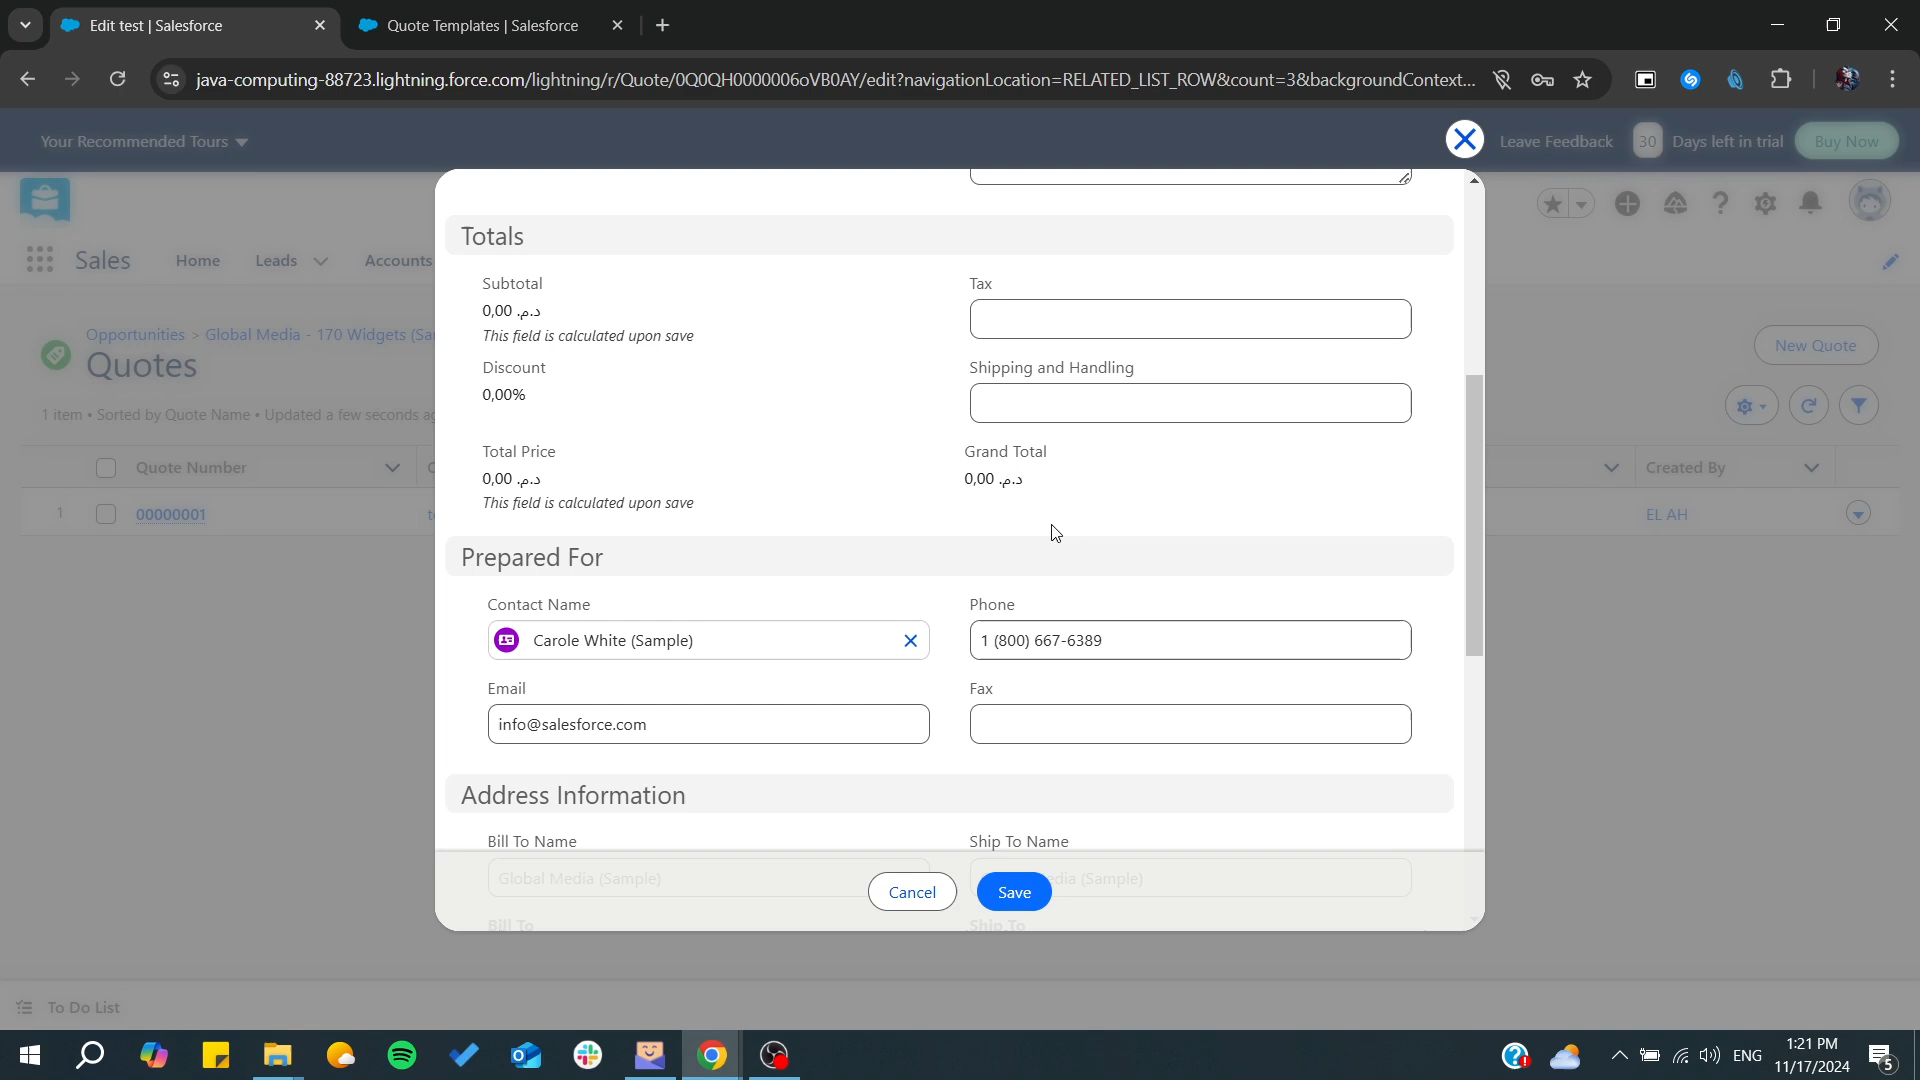 Edit test | Salesforce
Quote Templates | Salesforce
java-computing-88723.lightning.force.com/lightning/r/Quote/0Q0QH0000006oVB0AY/edit?navigationLocation=RELATED_LIST_ROW&count=3&backgroundContext...
Your Recommended Tours
Leave Feedback
30
Days left in trial
Buy Now
Sales
Home
Leads
Accounts
Opportunities > Global Media - 170 Widgets (Sa
Quotes
New Quote
1 item • Sorted by Quote Name • Updated a few seconds ag
Quote Number
Created By
1
00000001
EL AH
Totals
Subtotal
د.م. 0,00
This field is calculated upon save
Tax
Discount
0,00%
Shipping and Handling
Total Price
د.م. 0,00
This field is calculated upon save
Grand Total
د.م. 0,00
Prepared For
Contact Name
Carole White (Sample)
Phone
1 (800) 667-6389
Email
info@salesforce.com
Fax
Address Information
Bill To Name
Global Media (Sample)
Ship To Name
edia (Sample)
Cancel
Save
Bill To
Ship To
To Do List
ENG
1:21 PM
11/17/2024
5